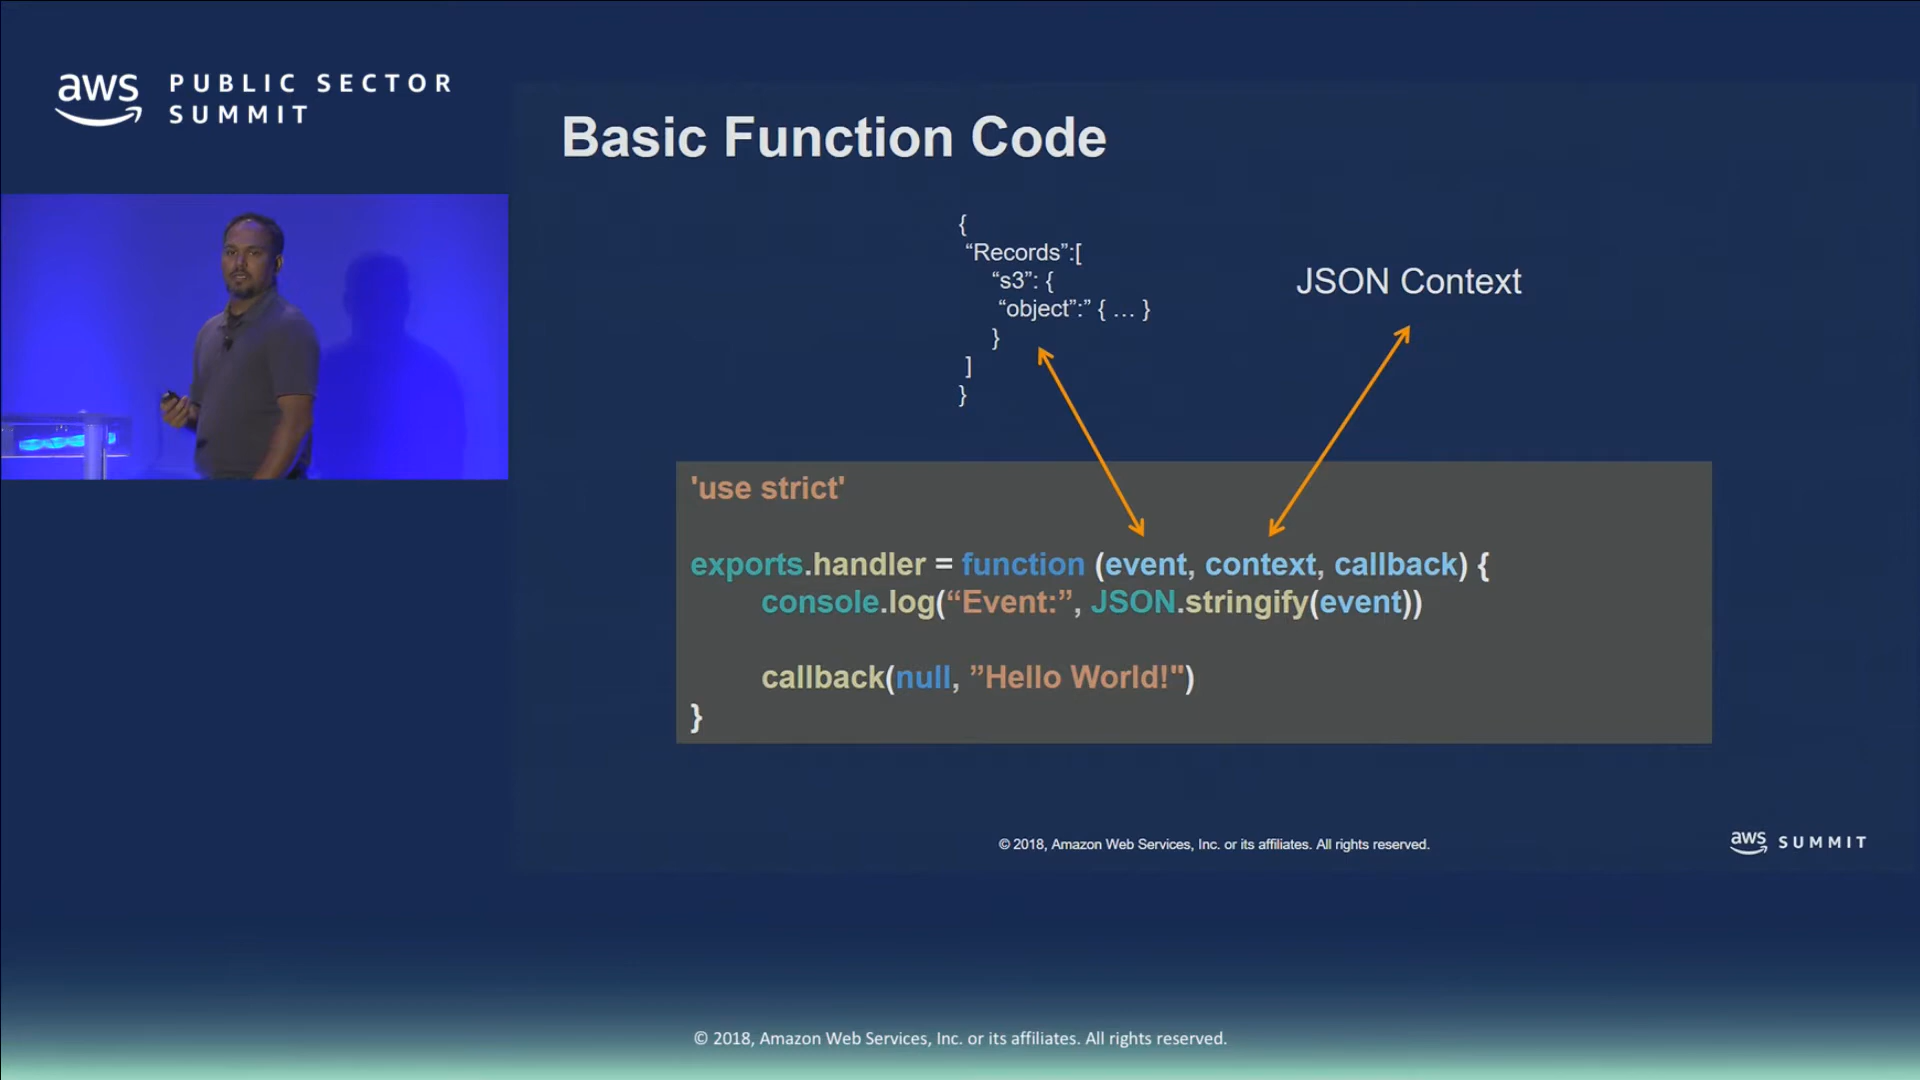 aws PUBLIC SECTOR
SUMMIT
Basic Function Code
{
“Records”:[
“s3”: {
“object”:” { … }
}
]
}
JSON Context
'use strict'
exports.handler = function (event, context, callback) {
console.log(“Event:”, JSON.stringify(event))
callback(null, ”Hello World!")
}
© 2018, Amazon Web Services, Inc. or its affiliates. All rights reserved.
aws SUMMIT
© 2018, Amazon Web Services, Inc. or its affiliates. All rights reserved.